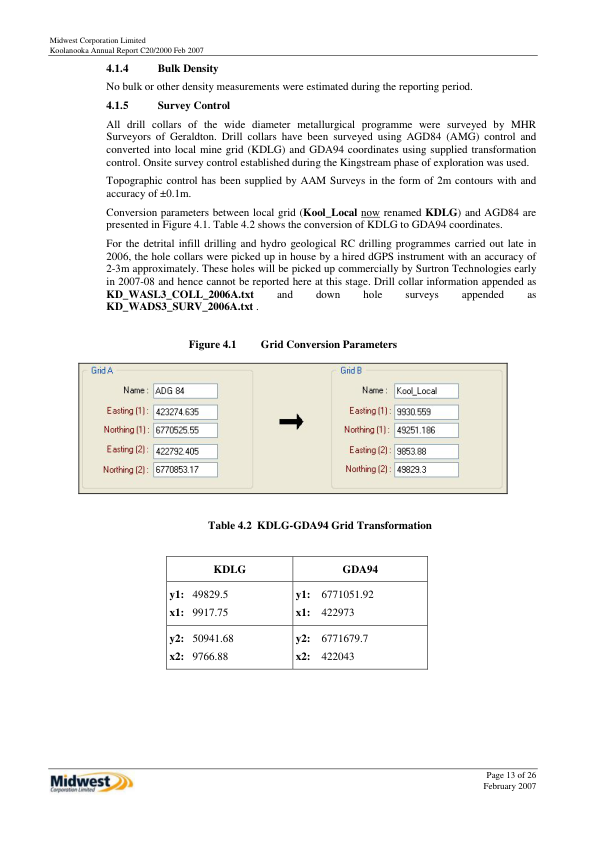 Midwest Corporation Limited
Koolanooka Annual Report C20/2000 Feb 2007
4.1.4 Bulk Density
No bulk or other density measurements were estimated during the reporting period.
4.1.5 Survey Control
All drill collars of the wide diameter metallurgical programme were surveyed by MHR
Surveyors of Geraldton. Drill collars have been surveyed using AGD84 (AMG) control and
converted into local mine grid (KDLG) and GDA94 coordinates using supplied transformation
control. Onsite survey control established during the Kingstream phase of exploration was used.
Topographic control has been supplied by AAM Surveys in the form of 2m contours with and
accuracy of ±0.1m.
Conversion parameters between local grid (Kool_Local now renamed KDLG) and AGD84 are
presented in Figure 4.1. Table 4.2 shows the conversion of KDLG to GDA94 coordinates.
For the detrital infill drilling and hydro geological RC drilling programmes carried out late in
2006, the hole collars were picked up in house by a hired dGPS instrument with an accuracy of
2-3m approximately. These holes will be picked up commercially by Surtron Technologies early
in 2007-08 and hence cannot be reported here at this stage. Drill collar information appended as
KD_WASL3_COLL_2006A.txt and down hole surveys appended as
KD_WADS3_SURV_2006A.txt .
Figure 4.1 Grid Conversion Parameters
Grid A
Name : ADG 84
Easting (1) : 423274.635
Northing (1) : 6770525.55
Easting (2) : 422792.405
Northing (2) : 6770853.17
Grid B
Name : Kool_Local
Easting (1) : 9930.559
Northing (1) : 49251.186
Easting (2) : 9853.88
Northing (2) : 49829.3
Table 4.2 KDLG-GDA94 Grid Transformation
KDLG GDA94
y1: 49829.5 y1: 6771051.92
x1: 9917.75 x1: 422973
y2: 50941.68 y2: 6771679.7
x2: 9766.88 x2: 422043
Midwest
Corporation Limited
Page 13 of 26
February 2007